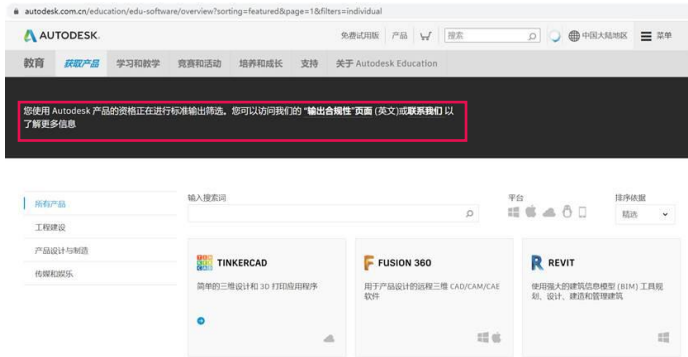 autodesk.com.cn/education/edu-software/overview?sorting=featured&page=1&filters=individual
AUTODESK.
免费试用版 产品 搜索 中国大陆地区 菜单
教育 获取产品 学习和教学 竞赛和活动 培养和成长 支持 关于 Autodesk Education
您使用 Autodesk 产品的资格正在进行标准输出筛选。您可以访问我们的 “输出合规性”页面 (英文)或联系我们 以
了解更多信息
所有产品
工程建设
产品设计与制造
传媒和娱乐
输入搜索词
平台
排序依据
精选
TINKERCAD
简单的三维设计和 3D 打印应用程序
FUSION 360
用于产品设计的远程三维 CAD/CAM/CAE
软件
REVIT
使用强大的建筑信息模型 (BIM) 工具规
划、设计、建造和管理建筑